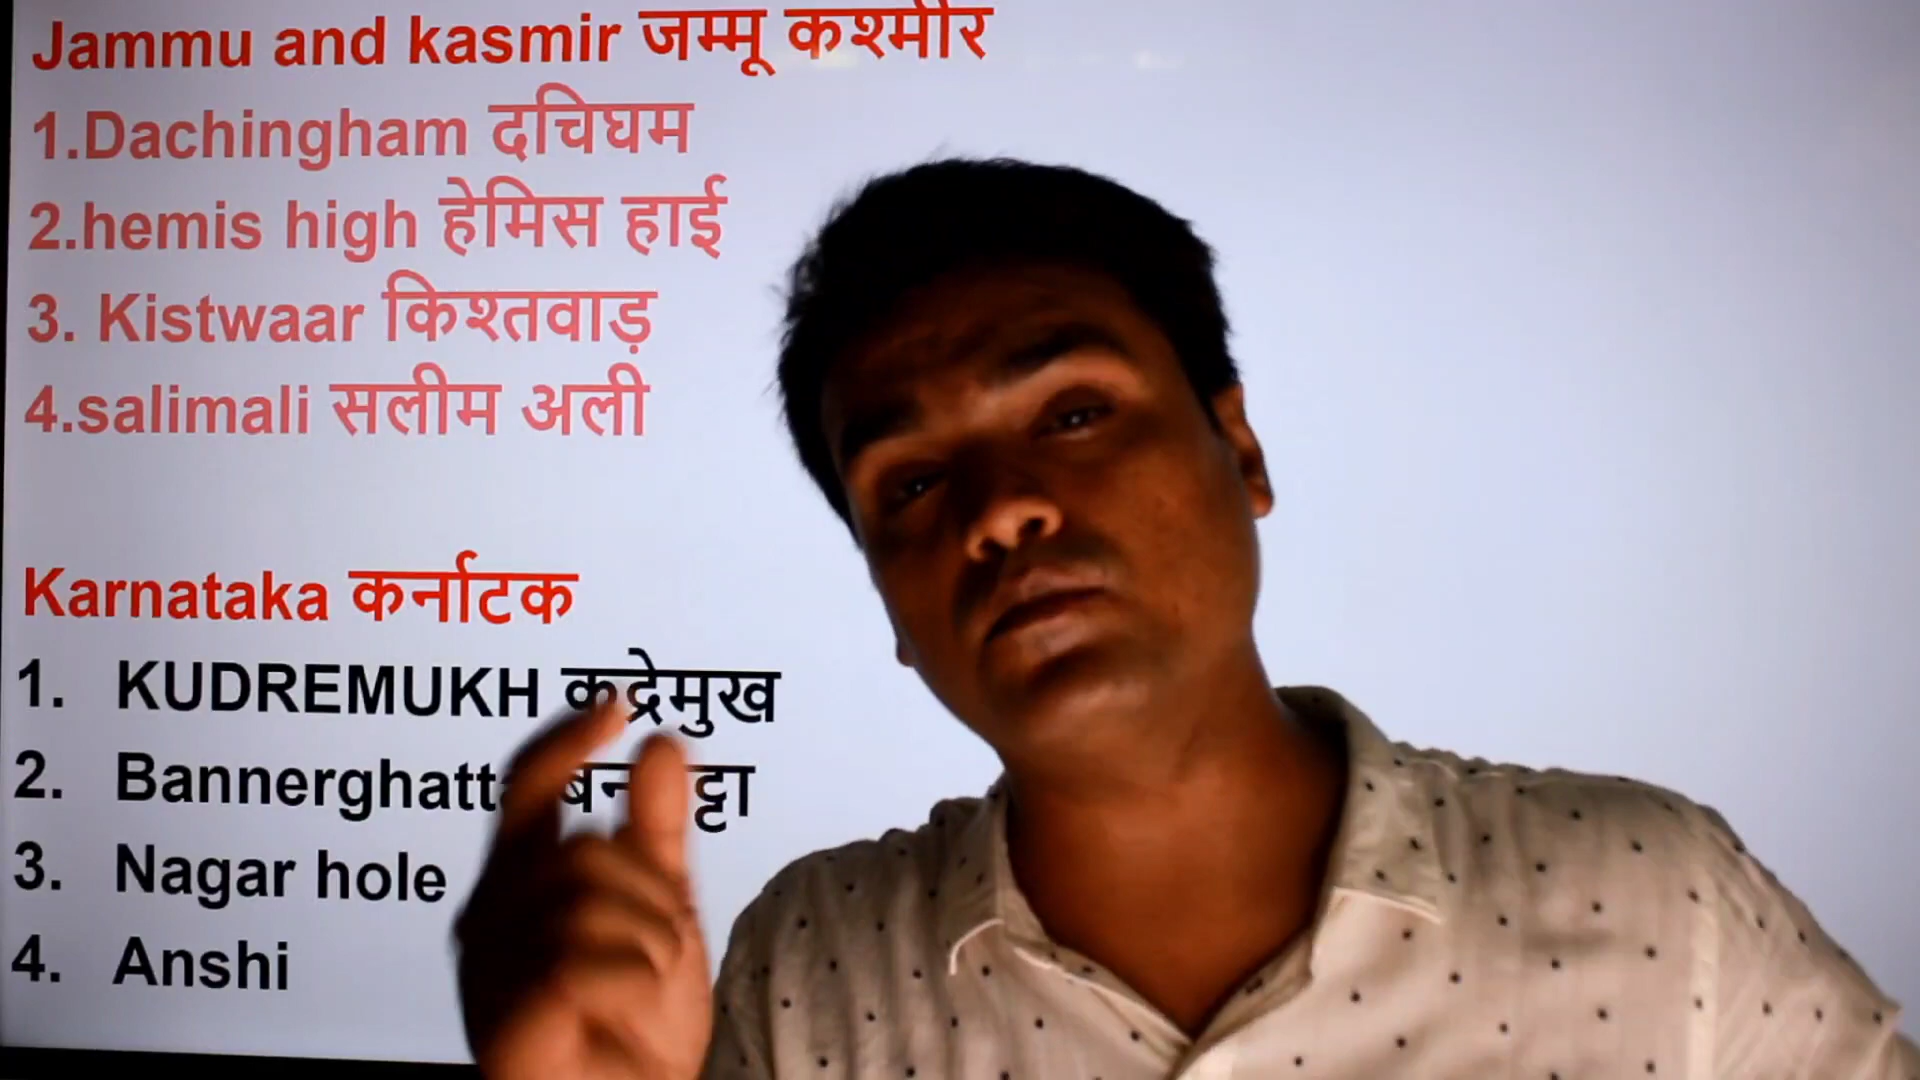 Jammu and kasmir जम्मू कश्मीर
1.Dachingham दचिघम
2.hemis high हेमिस हाई
3. Kistwaar किश्तवाड़
4.salimali सलीम अली
Karnataka कर्नाटक
1. KUDREMUKH
2.
3. Nagar hole
4. Anshi